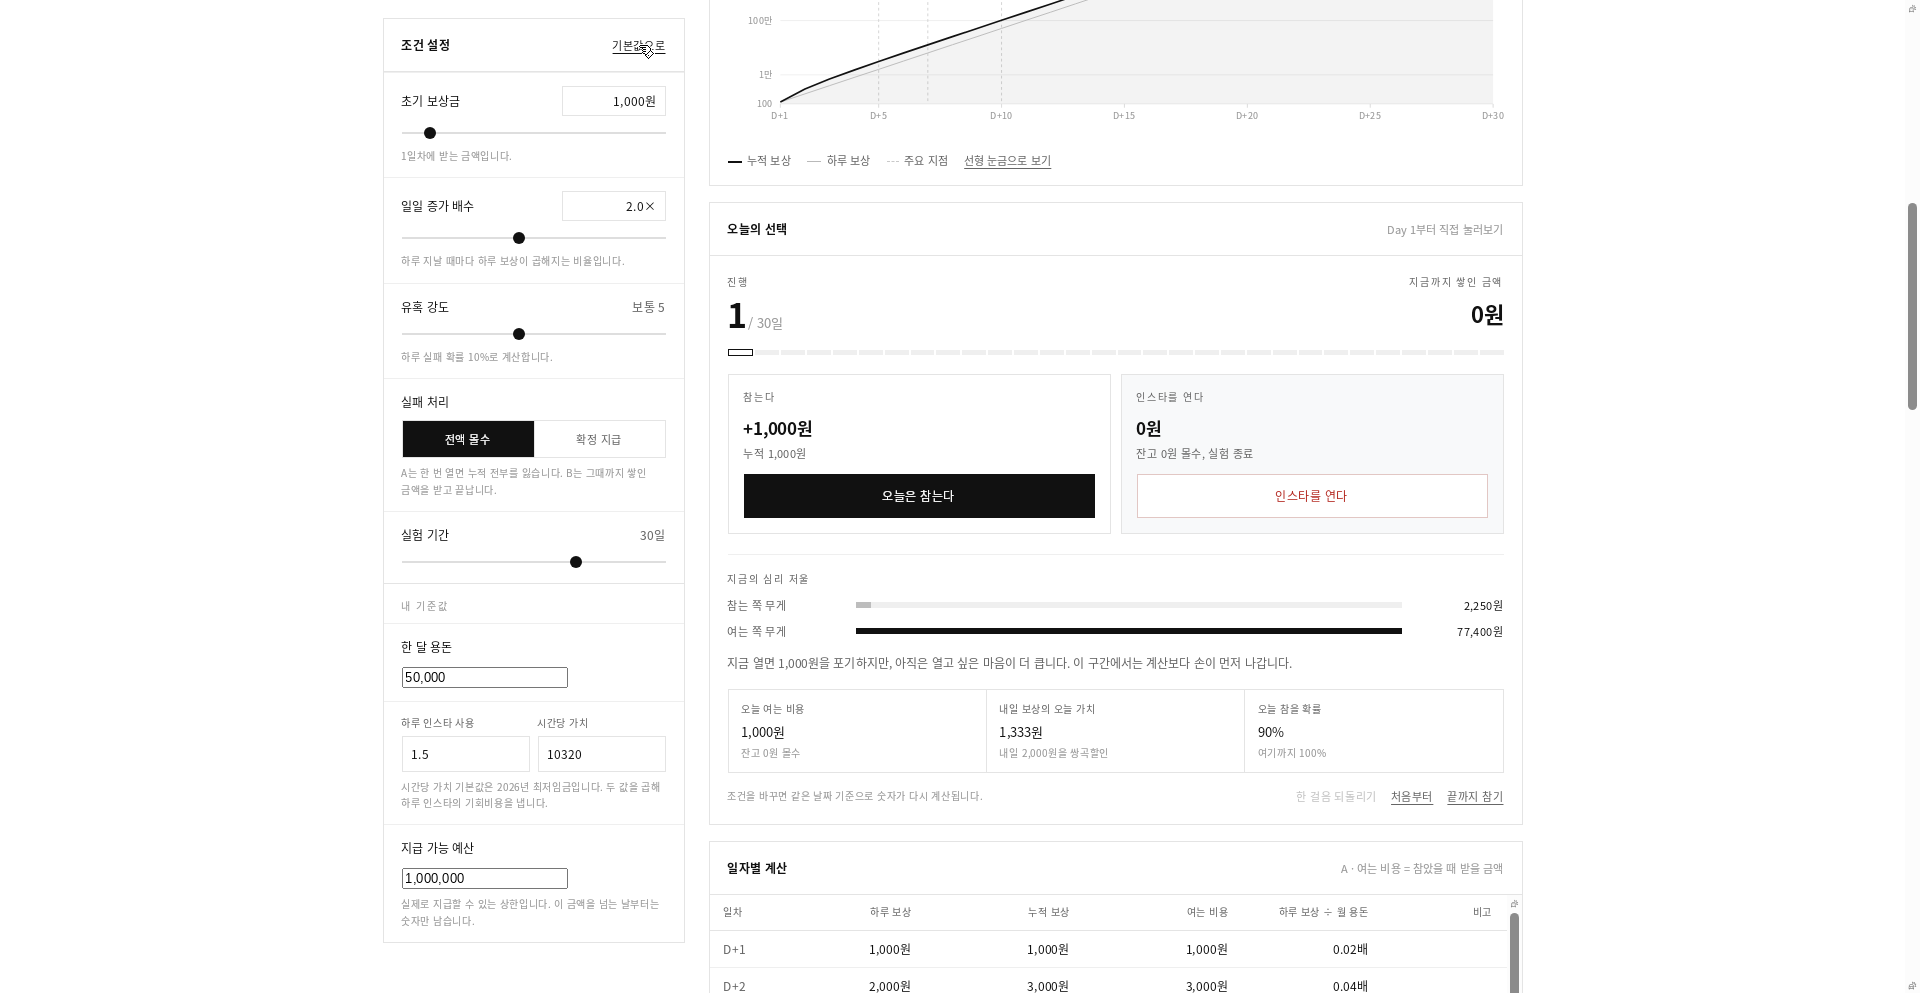 조건 설정
기본값으로
초기 보상금
1,000원
1일차에 받는 금액입니다.
일일 증가 배수
2.0×
하루 지날 때마다 하루 보상이 곱해지는 비율입니다.
유혹 강도
보통 5
하루 실패 확률 10%로 계산합니다.
실패 처리
전액 몰수
확정 지급
A는 한 번 열면 누적 전부를 잃습니다. B는 그때까지 쌓인
금액을 받고 끝납니다.
실험 기간
30일
내 기준값
한 달 용돈
50,000
하루 인스타 사용
시간당 가치
1.5
10320
시간당 가치 기본값은 2026년 최저임금입니다. 두 값을 곱해
하루 인스타의 기회비용을 냅니다.
지급 가능 예산
1,000,000
실제로 지급할 수 있는 상한입니다. 이 금액을 넘는 날부터는
숫자만 남습니다.
100만
1만
100
D+1
D+5
D+10
D+15
D+20
D+25
D+30
누적 보상
하루 보상
주요 지점
선형 눈금으로 보기
오늘의 선택
Day 1부터 직접 눌러보기
진행
지금까지 쌓인 금액
1 / 30일
0원
참는다
+1,000원
누적 1,000원
오늘은 참는다
인스타를 연다
0원
잔고 0원 몰수, 실험 종료
인스타를 연다
지금의 심리 저울
참는 쪽 무게
2,250원
여는 쪽 무게
77,400원
지금 열면 1,000원을 포기하지만, 아직은 열고 싶은 마음이 더 큽니다. 이 구간에서는 계산보다 손이 먼저 나갑니다.
오늘 여는 비용
1,000원
잔고 0원 몰수
내일 보상의 오늘 가치
1,333원
내일 2,000원을 쌍곡할인
오늘 참을 확률
90%
여기까지 100%
조건을 바꾸면 같은 날짜 기준으로 숫자가 다시 계산됩니다.
한 걸음 되돌리기
처음부터
끝까지 참기
일자별 계산
A · 여는 비용 = 참았을 때 받을 금액
일차
하루 보상
누적 보상
여는 비용
하루 보상 ÷ 월 용돈
비고
D+1
1,000원
1,000원
1,000원
0.02배
D+2
2,000원
3,000원
3,000원
0.04배